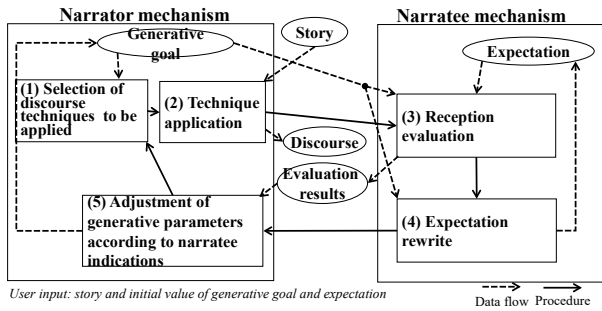 Narrator mechanism
Narratee mechanism
Generative
goal
Story
Expectation
(1) Selection of
discourse
techniques to be
applied
(2) Technique
application
(3) Reception
evaluation
Discourse
Evaluation
results
(5) Adjustment of
generative parameters
according to narratee
indications
(4) Expectation
rewrite
User input: story and initial value of generative goal and expectation
Data flow
Procedure